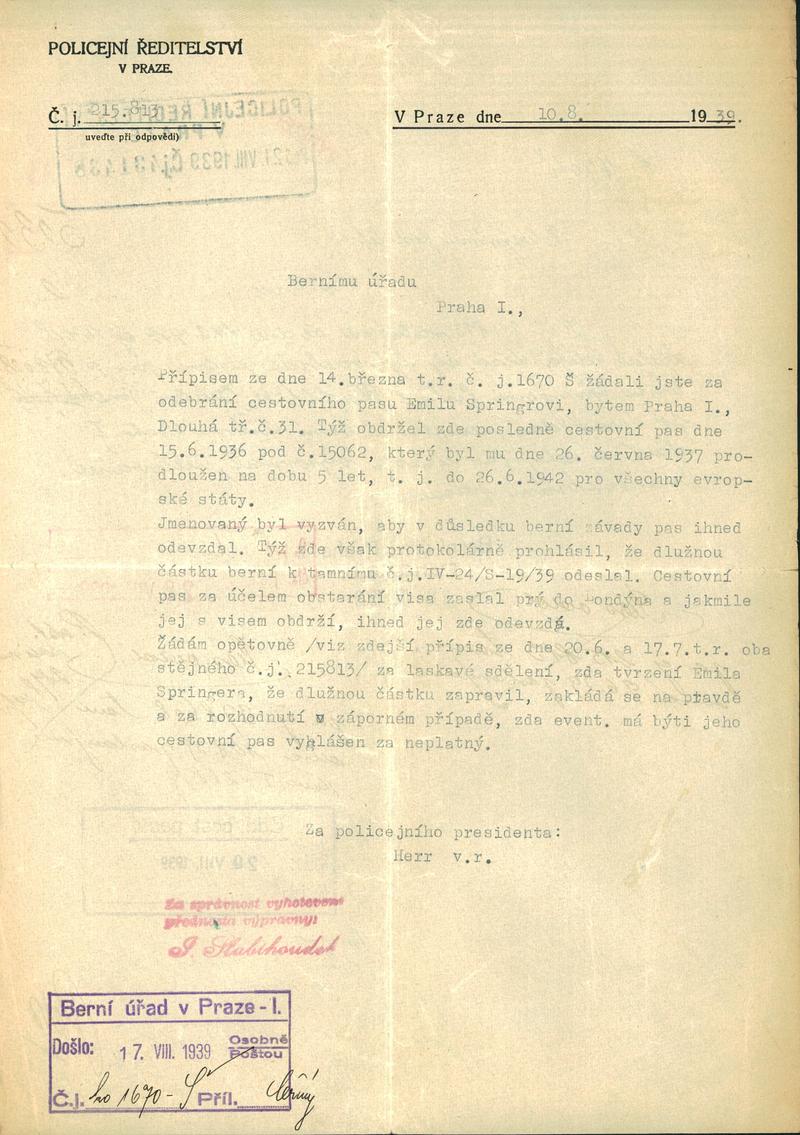 POLICEJNÍ ŘEDITELSTVÍ
V PRAZE.
Č. j. 215.813
uveďte při odpovědi)
V Praze dne 10.8. 1939.
Bernímu úřadu
Praha I.,
Přípisem ze dne 14.března t.r. č. j.1670 Š žádali jste za
odebrání cestovního pasu Emilu Springrovi, bytem Praha I.,
Dlouhá tř.č.31. Týž obdržel zde posledně cestovní pas dne
15.6.1936 pod č.15062, který byl mu dne 26. června 1937 pro-
dloužen na dobu 5 let, t. j. do 26.6.1942 pro všechny evrop-
ské státy.
Jmenovaný byl vyzván, aby v důsledku berní závady pas ihned
odevzdal. Týž zde však protokolárně prohlásil, že dlužnou
částku berní k tamnímu č.j.IV-24/S-19/39 odeslal. Cestovní
pas za účelem obstarání visa zaslal prý do Londýna a jakmile
jej s visem obdrží, ihned jej zde odevzdá.
Žádám opětovně /viz zdejší přípis ze dne 20.6. a 17.7.t.r. oba
stejného č.j. 215813/ za laskavé sdělení, zda tvrzení Emila
Springera, že dlužnou částku zapravil, zakládá se na pravdě
a za rozhodnutí v záporném případě, zda event. má býti jeho
cestovní pas vyhlášen za neplatný.
Za policejního presidenta:
Herr v.r.
Za správnost vyhotovení
přednosta výpravny:
Berní úřad v Praze-I.
Došlo: 17. VIII. 1939 Osobně
Poštou
Č.j. 1670-Š Příl.